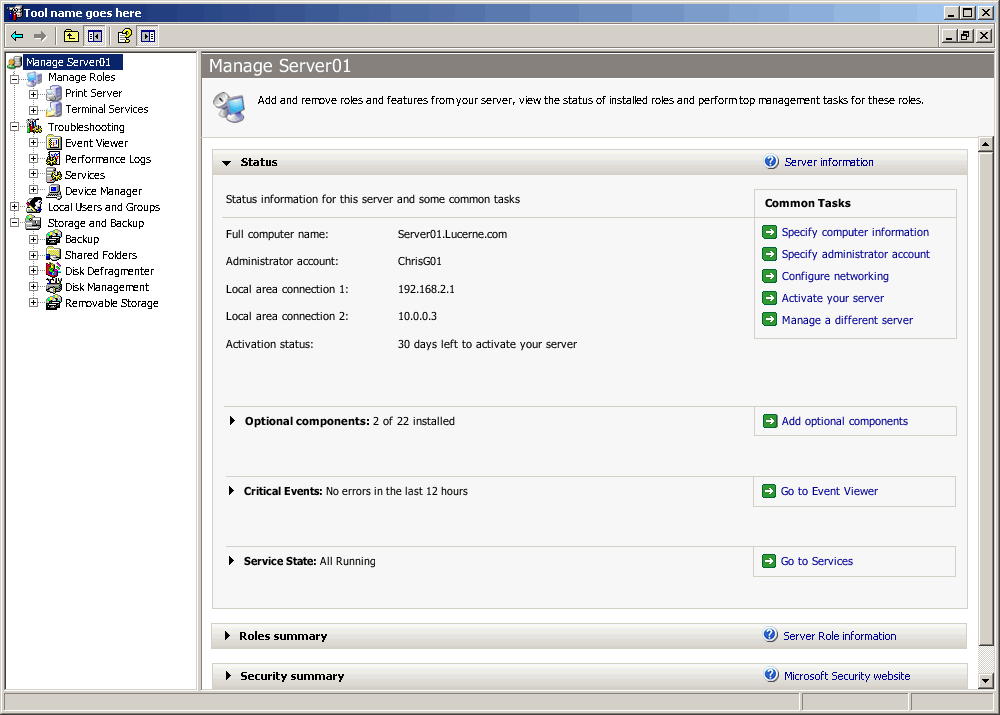 Tool name goes here
Manage Server01
Manage Roles
Print Server
Terminal Services
Troubleshooting
Event Viewer
Performance Logs
Services
Device Manager
Local Users and Groups
Storage and Backup
Backup
Shared Folders
Disk Defragmenter
Disk Management
Removable Storage
Manage Server01
Add and remove roles and features from your server, view the status of installed roles and perform top management tasks for these roles.
Status
Server information
Status information for this server and some common tasks
Full computer name: Server01.Lucerne.com
Administrator account: ChrisG01
Local area connection 1: 192.168.2.1
Local area connection 2: 10.0.0.3
Activation status: 30 days left to activate your server
Common Tasks
Specify computer information
Specify administrator account
Configure networking
Activate your server
Manage a different server
Optional components: 2 of 22 installed
Add optional components
Critical Events: No errors in the last 12 hours
Go to Event Viewer
Service State: All Running
Go to Services
Roles summary
Server Role information
Security summary
Microsoft Security website